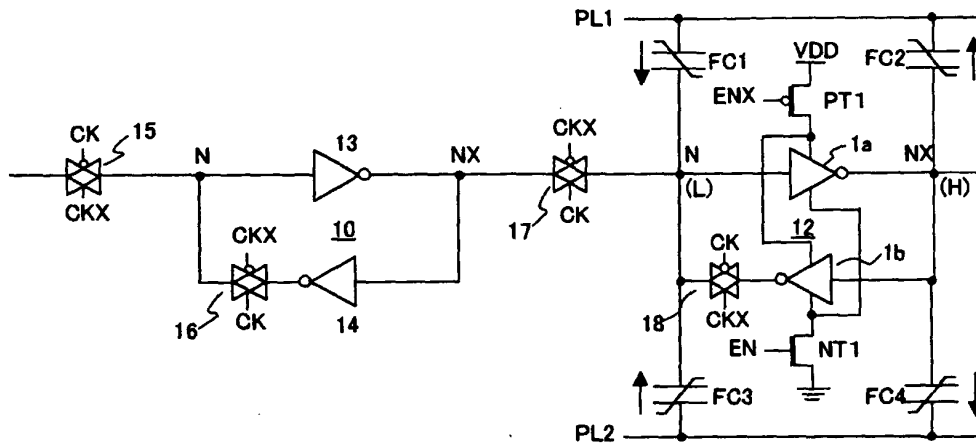 PL1
FC1
VDD
FC2
ENX
PT1
CK
15
N
13
NX
CKX
17
CK
N
(L)
1a
NX
(H)
CKX
CKX
10
16
CK
14
CK
18
CKX
12
1b
EN
NT1
FC3
FC4
PL2